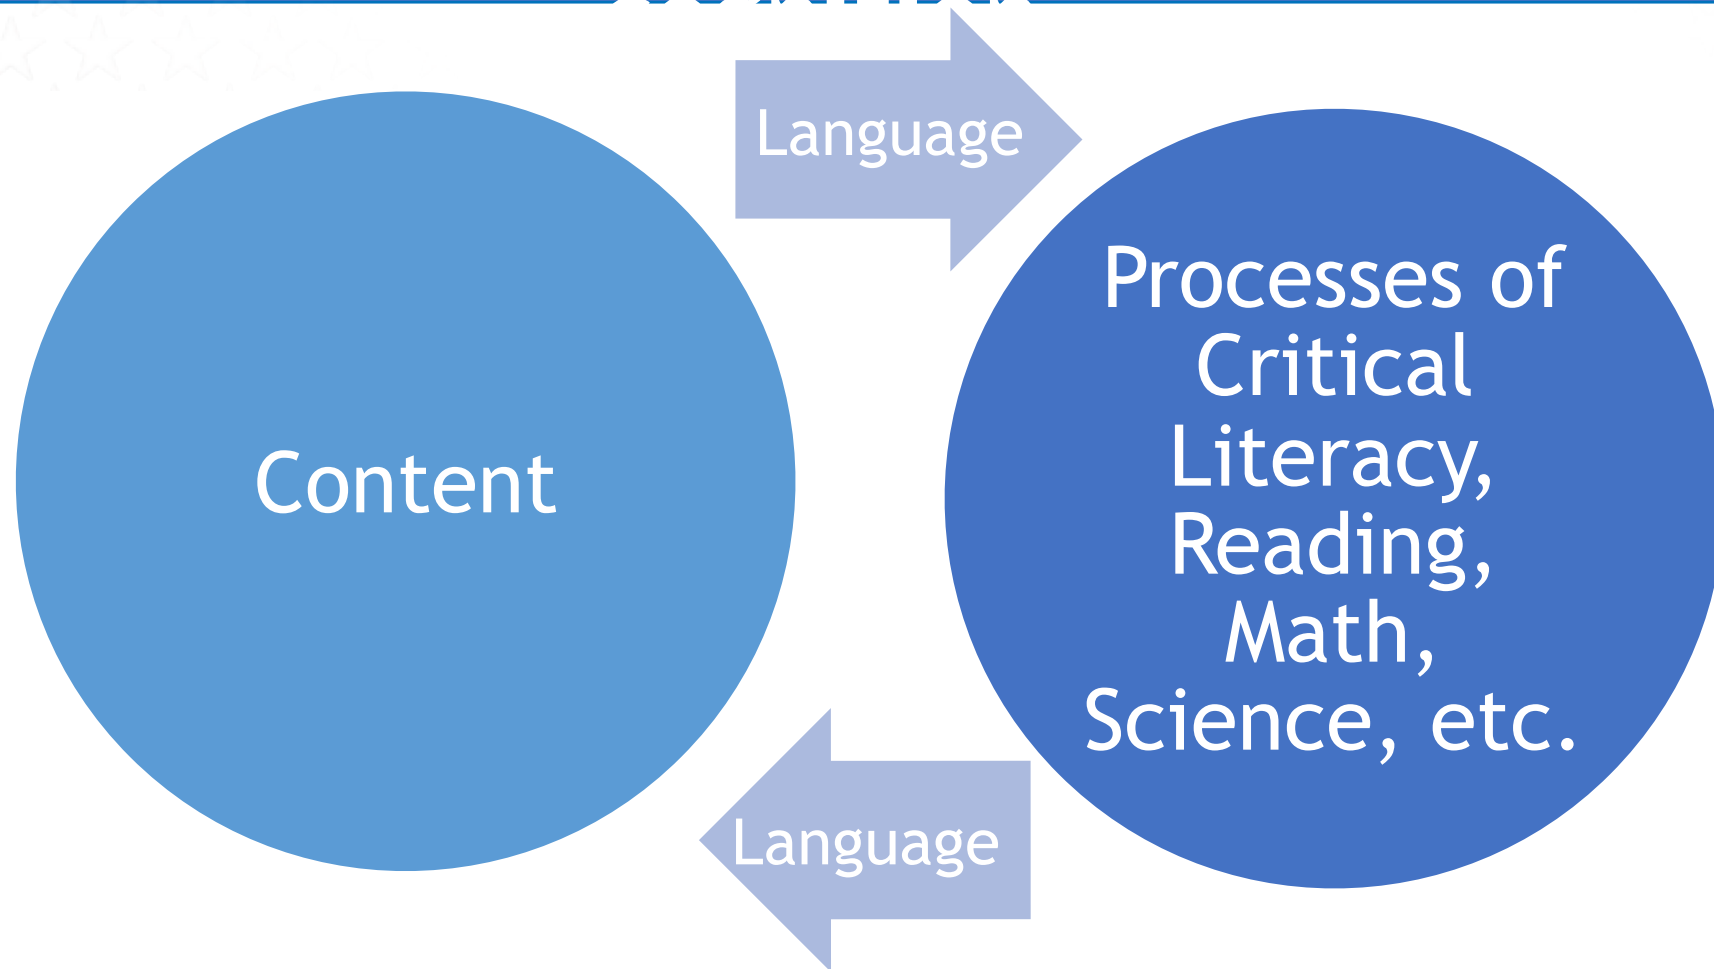 Language
Content
Processes of
Critical
Literacy,
Reading,
Math,
Science, etc.
Language